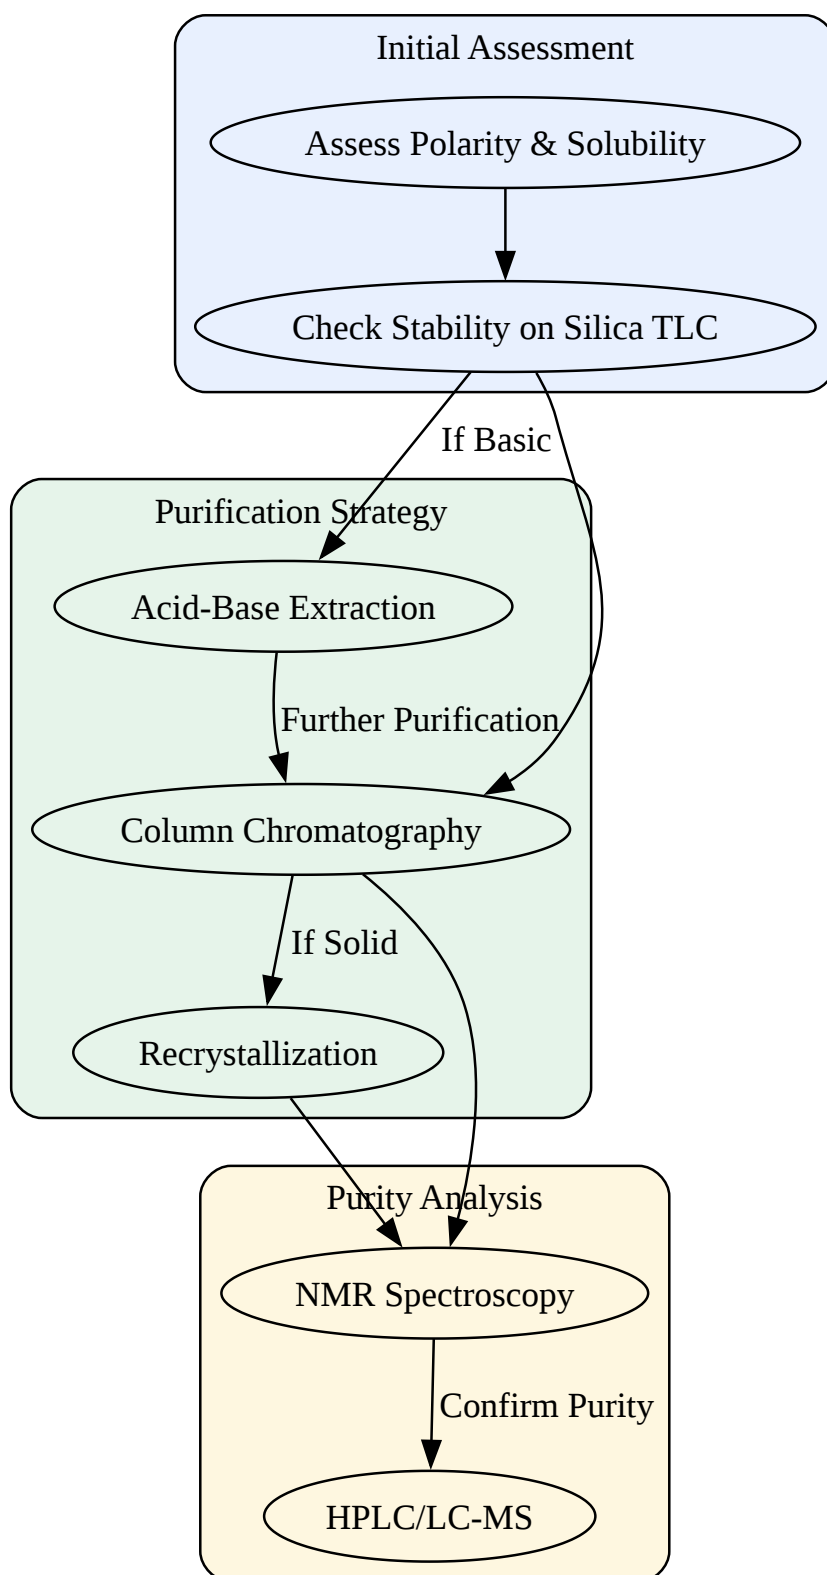 Initial Assessment
Assess Polarity & Solubility
Check Stability on Silica TLC
If Basic
Purification Strategy
Acid-Base Extraction
Further Purification
Column Chromatography
If Solid
Recrystallization
Purity Analysis
NMR Spectroscopy
Confirm Purity
HPLC/LC-MS